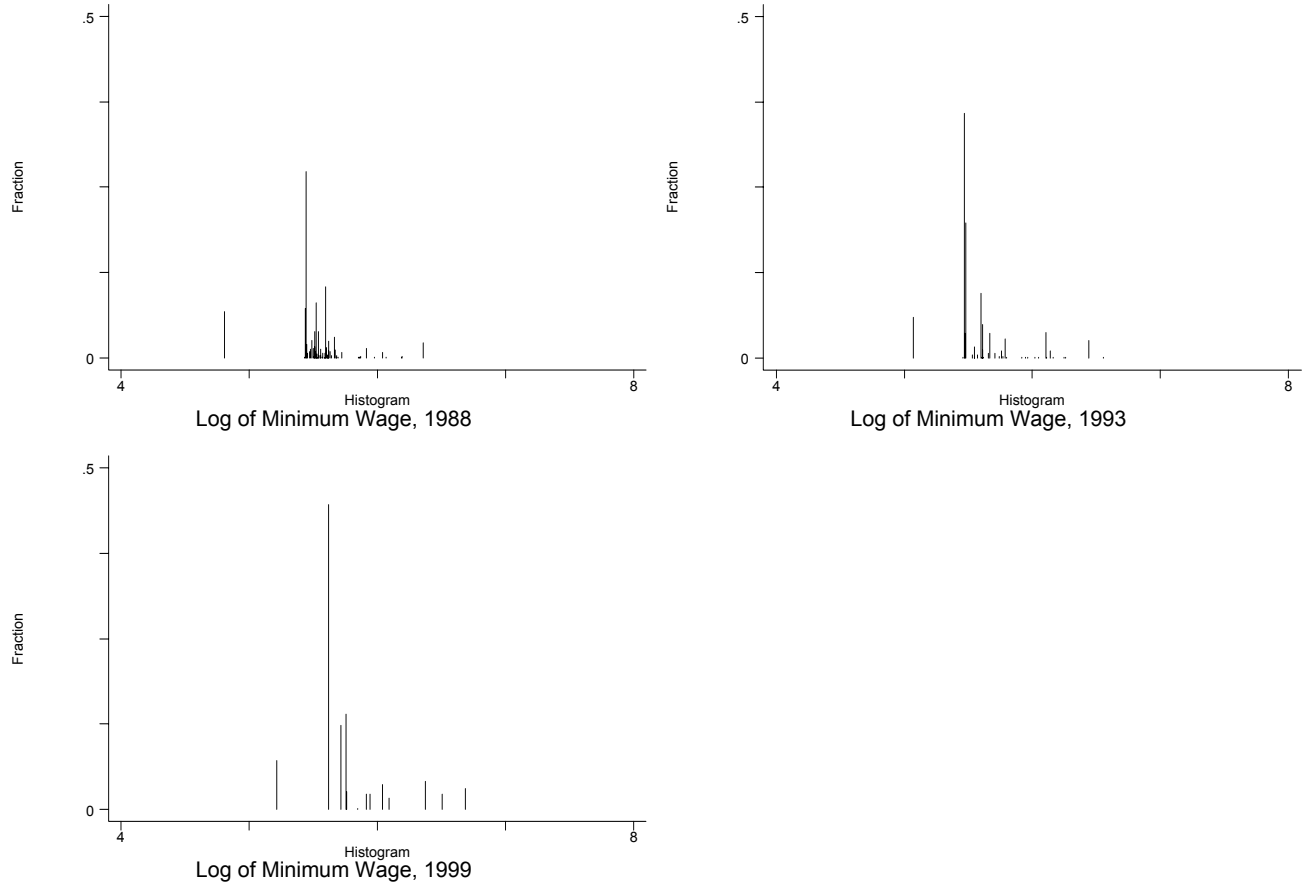 .5
Fraction
0
4
8
Histogram
Log of Minimum Wage, 1988
.5
Fraction
0
4
8
Histogram
Log of Minimum Wage, 1993
.5
Fraction
0
4
8
Histogram
Log of Minimum Wage, 1999